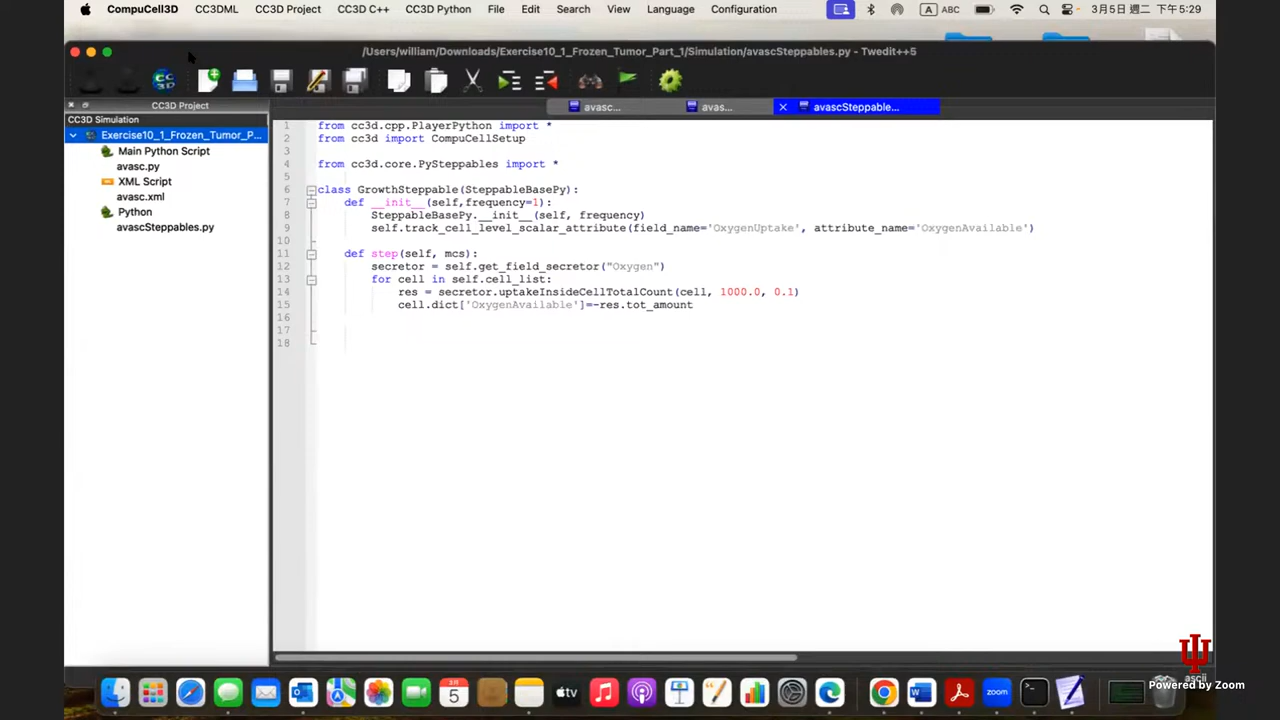 CompuCell3D CC3DML CC3D Project CC3D C++ CC3D Python File Edit Search View Language Configuration A ABC 3月5日 週二 下午5:29
/Users/william/Downloads/Exercise10_1_Frozen_Tumor_Part_1/Simulation/avascSteppables.py - Twedit++5
CC3D Project
avasc...
avas...
avascSteppable...
CC3D Simulation
Exercise10_1_Frozen_Tumor_P...
Main Python Script
avasc.py
XML Script
avasc.xml
Python
avascSteppables.py
1 from cc3d.cpp.PlayerPython import *
2 from cc3d import CompuCellSetup
3
4 from cc3d.core.PySteppables import *
5
6 class GrowthSteppable(SteppableBasePy):
7 def __init__(self,frequency=1):
8 SteppableBasePy.__init__(self, frequency)
9 self.track_cell_level_scalar_attribute(field_name='OxygenUptake', attribute_name='OxygenAvailable')
10
11 def step(self, mcs):
12 secretor = self.get_field_secretor("Oxygen")
13 for cell in self.cell_list:
14 res = secretor.uptakeInsideCellTotalCount(cell, 1000.0, 0.1)
15 cell.dict['OxygenAvailable']=-res.tot_amount
16
17
18
3月
5
tv
zoom
ascii
Powered by Zoom